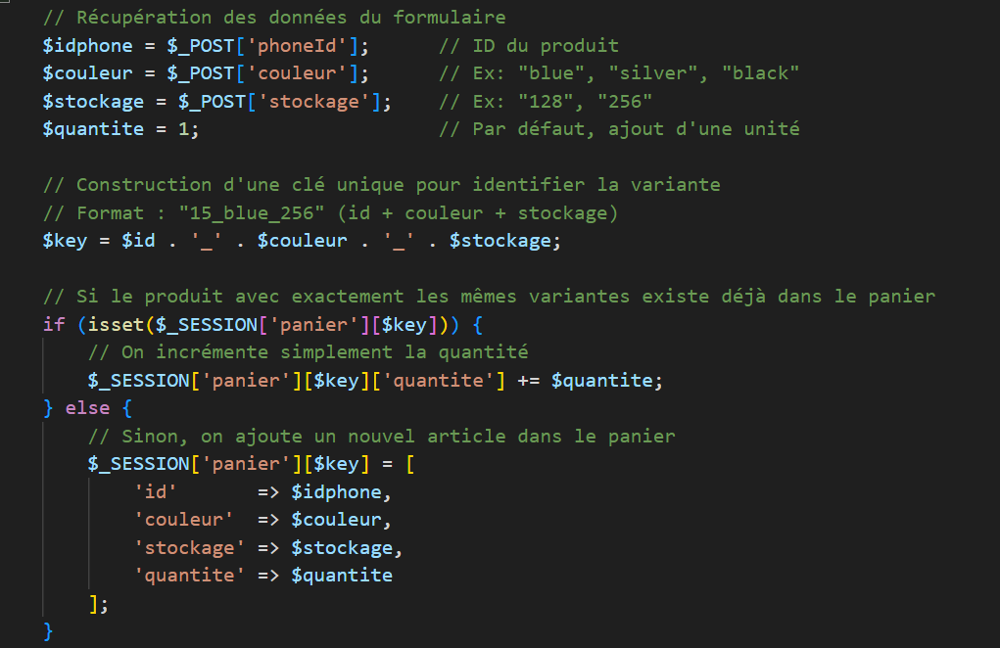 // Récupération des données du formulaire
$idphone = $_POST['phoneId'];      // ID du produit
$couleur = $_POST['couleur'];      // Ex: "blue", "silver", "black"
$stockage = $_POST['stockage'];    // Ex: "128", "256"
$quantite = 1;                     // Par défaut, ajout d'une unité

// Construction d'une clé unique pour identifier la variante
// Format : "15_blue_256" (id + couleur + stockage)
$key = $id . '_' . $couleur . '_' . $stockage;

// Si le produit avec exactement les mêmes variantes existe déjà dans le panier
if (isset($_SESSION['panier'][$key])) {
    // On incrémente simplement la quantité
    $_SESSION['panier'][$key]['quantite'] += $quantite;
} else {
    // Sinon, on ajoute un nouvel article dans le panier
    $_SESSION['panier'][$key] = [
        'id'       => $idphone,
        'couleur'  => $couleur,
        'stockage' => $stockage,
        'quantite' => $quantite
    ];
}